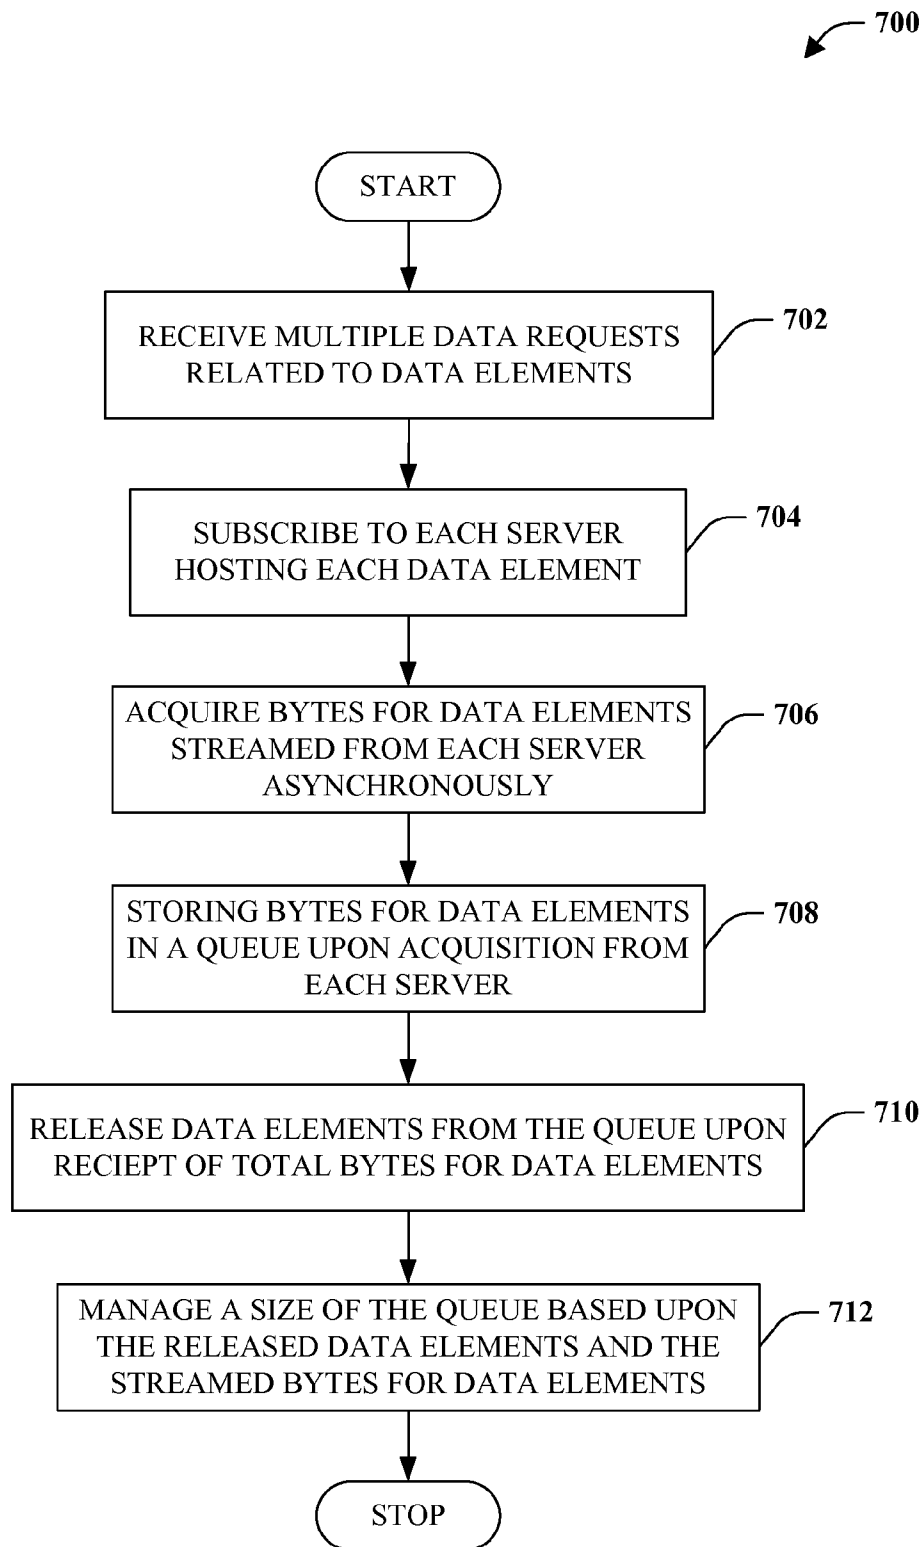 700
START
RECEIVE MULTIPLE DATA REQUESTS
RELATED TO DATA ELEMENTS
702
SUBSCRIBE TO EACH SERVER
HOSTING EACH DATA ELEMENT
704
ACQUIRE BYTES FOR DATA ELEMENTS
STREAMED FROM EACH SERVER
ASYNCHRONOUSLY
706
STORING BYTES FOR DATA ELEMENTS
IN A QUEUE UPON ACQUISITION FROM
EACH SERVER
708
RELEASE DATA ELEMENTS FROM THE QUEUE UPON
RECIEPT OF TOTAL BYTES FOR DATA ELEMENTS
710
MANAGE A SIZE OF THE QUEUE BASED UPON
THE RELEASED DATA ELEMENTS AND THE
STREAMED BYTES FOR DATA ELEMENTS
712
STOP